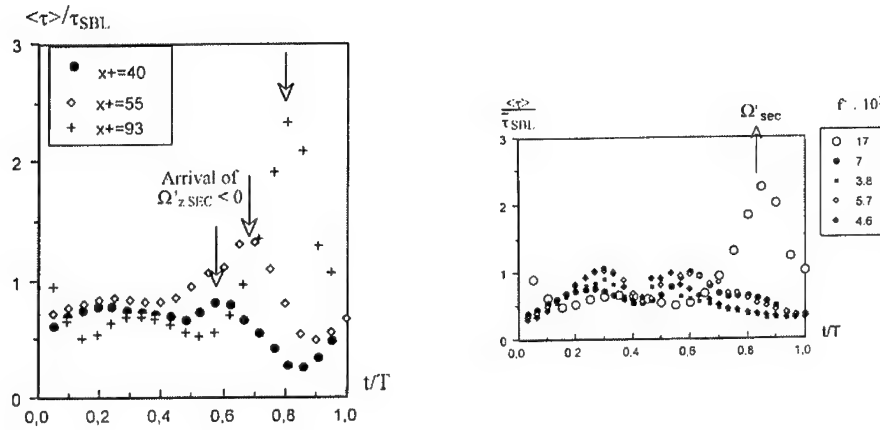 <τ>/τSBL
3
x+=40
x+=55
x+=93
2
Arrival of
Ω'z SEC < 0
1
0
t/T
0,0 0,2 0,4 0,6 0,8 1,0
<τ>
τSBL
Ω'sec
3
2
1
0
t/T
0,0 0.2 0.4 0,6 0.8 1,0
17
7
3.8
5.7
4.6